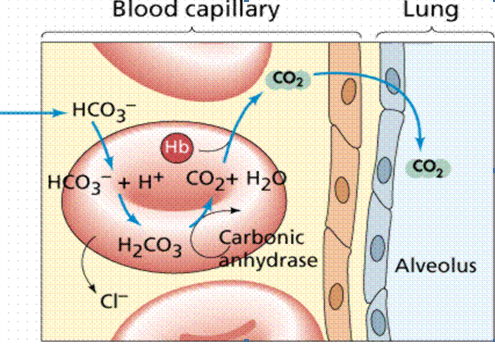 Blood capillary
Lung
CO₂
HCO₃⁻
Hb
HCO₃⁻ + H⁺
CO₂+ H₂O
CO₂
H₂CO₃
Carbonic
anhydrase
Alveolus
Cl⁻